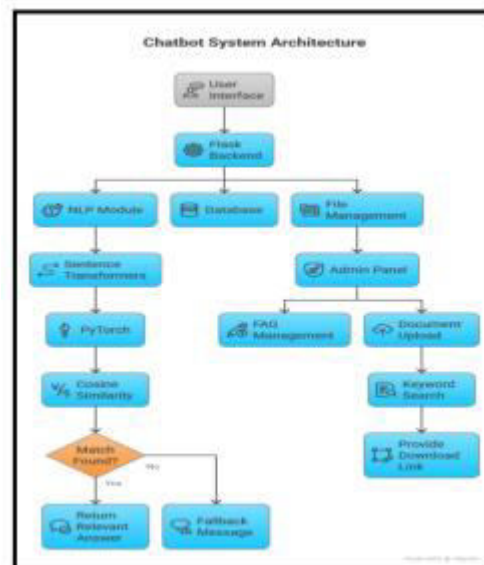 Chatbot System Architecture
User
Interface
Flask
Backend
NLP Module
Database
File
Management
Sentence
Transformers
Admin Panel
PyTorch
FAQ
Management
Document
Upload
Cosine
Similarity
Keyword
Search
Match
Found?
No
Yes
Provide
Download
Link
Return
Relevant
Answer
Fallback
Message